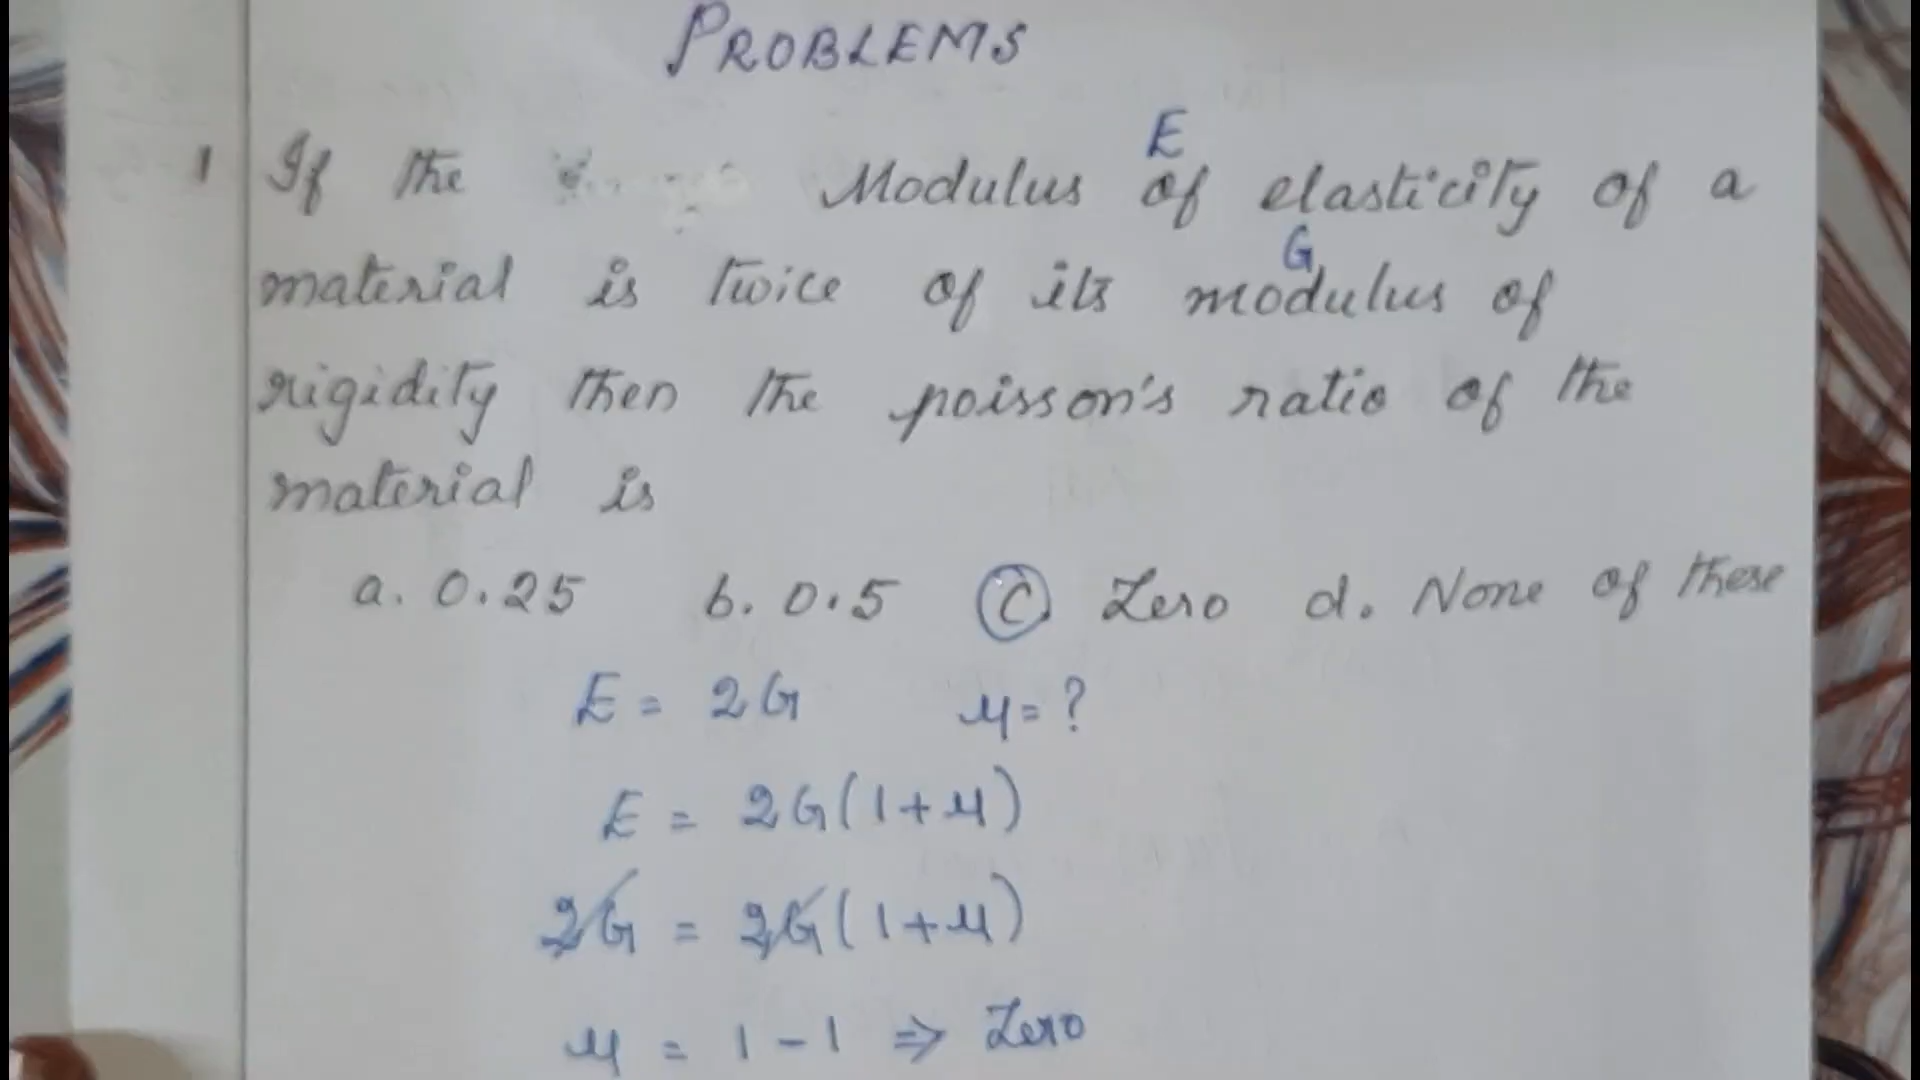 PROBLEMS
E
1 If the Modulus of elasticity of a
G
material is twice of its modulus of
rigidity then the poisson's ratio of the
material is
a. 0.25 b. 0.5 C. Zero d. None of these
E = 2G μ = ?
E = 2G(1+μ)
2G = 2G(1+μ)
μ = 1 - 1 ⇒ Zero